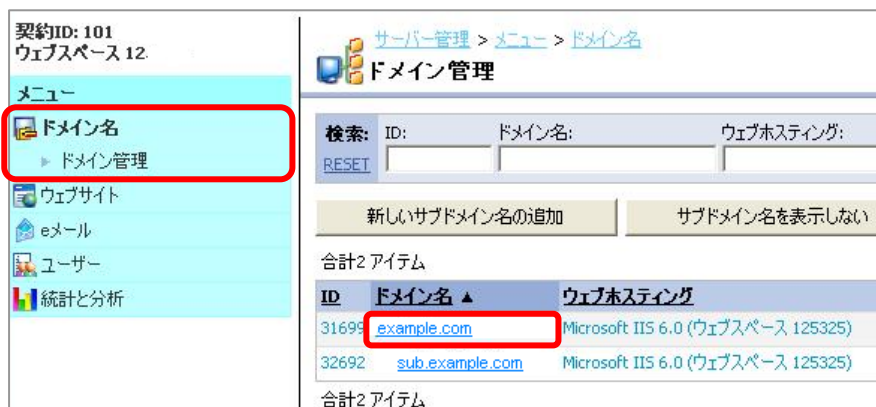 契約ID: 101
ウェブスペース 12
メニュー
ドメイン名
ドメイン管理
ウェブサイト
eメール
ユーザー
統計と分析
サーバー管理 > メニュー > ドメイン名
ドメイン管理
検索: ID: ドメイン名: ウェブホスティング:
RESET
新しいサブドメイン名の追加 サブドメイン名を表示しない
合計2 アイテム
ID ドメイン名 ▲ ウェブホスティング
31699 example.com Microsoft IIS 6.0 (ウェブスペース 125325)
32692 sub.example.com Microsoft IIS 6.0 (ウェブスペース 125325)
合計2 アイテム